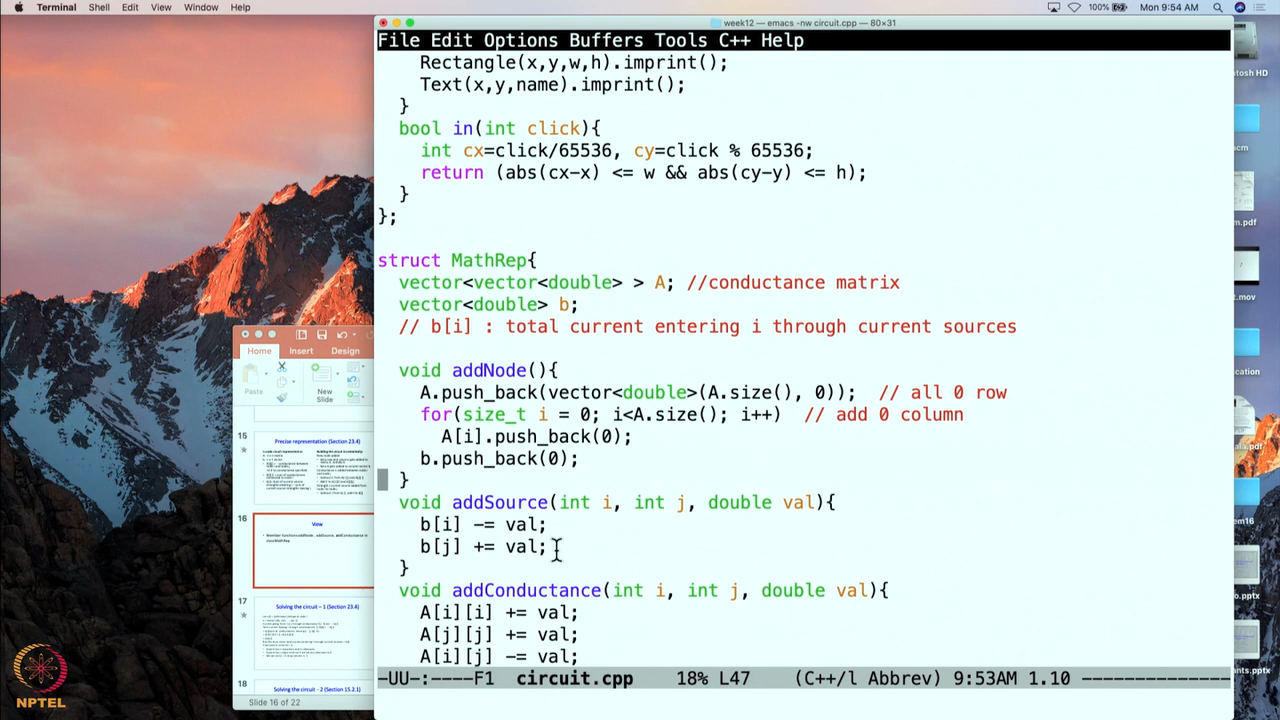 Terminal Shell Edit View Window Help 100% Mon 9:54 AM
week12 — emacs -nw circuit.cpp — 80×31
File Edit Options Buffers Tools C++ Help
Rectangle(x,y,w,h).imprint();
Text(x,y,name).imprint();
}
bool in(int click){
int cx=click/65536, cy=click % 65536;
return (abs(cx-x) <= w && abs(cy-y) <= h);
}
};
struct MathRep{
vector<vector<double> > A; //conductance matrix
vector<double> b;
// b[i] : total current entering i through current sources
void addNode(){
A.push_back(vector<double>(A.size(), 0)); // all 0 row
for(size_t i = 0; i<A.size(); i++) // add 0 column
A[i].push_back(0);
b.push_back(0);
}
void addSource(int i, int j, double val){
b[i] -= val;
b[j] += val;
}
void addConductance(int i, int j, double val){
A[i][i] += val;
A[j][j] += val;
A[i][j] -= val;
-UU-:----F1 circuit.cpp 18% L47 (C++/l Abbrev) 9:53AM 1.10 --------------
Home Insert Design
Paste
New
Slide
15
Precise representation (Section 23.4)
16
View
17
Solving the circuit – 1 (Section 23.4)
18
Solving the circuit - 2 (Section 15.2.1)
Slide 16 of 22
NPTEL